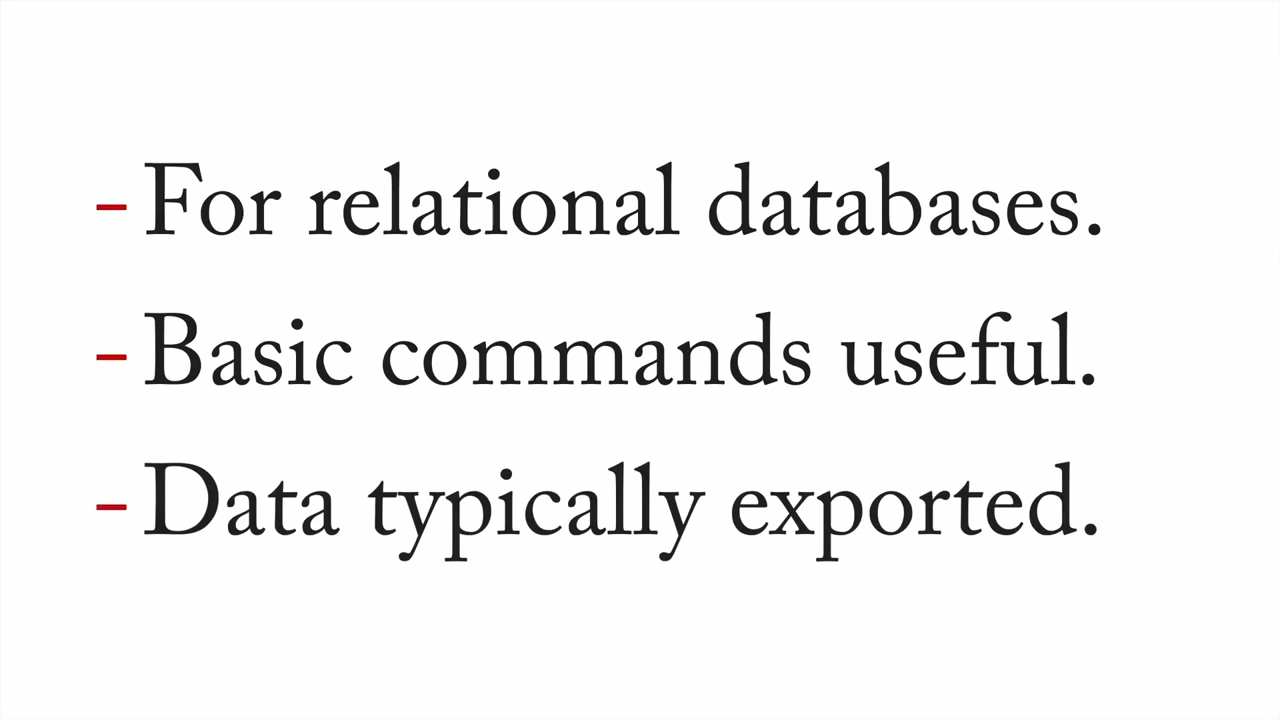 - For relational databases.
- Basic commands useful.
- Data typically exported.